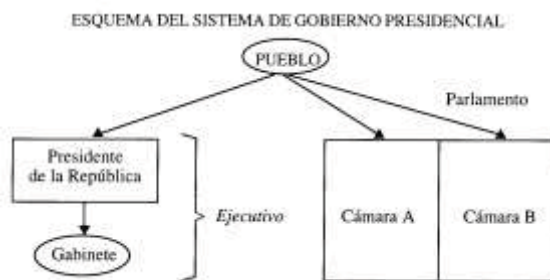 ESQUEMA DEL SISTEMA DE GOBIERNO PRESIDENCIAL
PUEBLO
Parlamento
Presidente
de la República
Ejecutivo
Cámara A
Cámara B
Gabinete